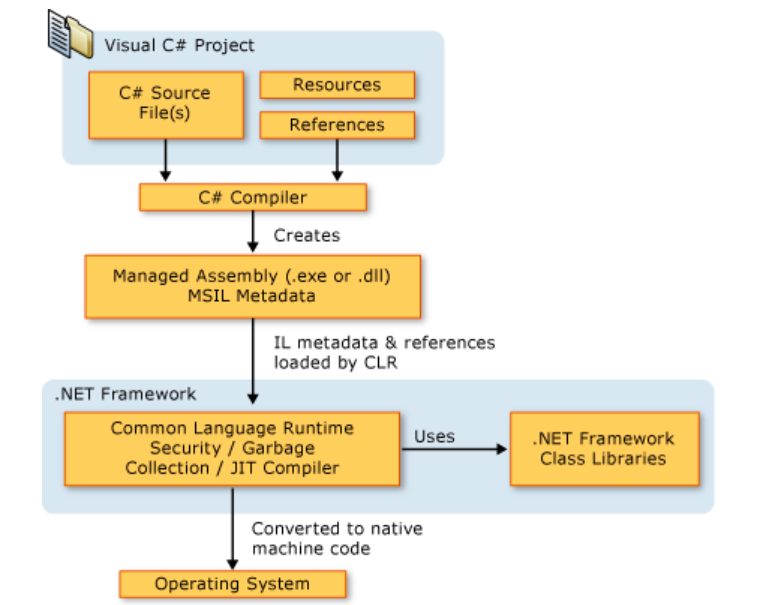 Visual C# Project
C# Source
File(s)
Resources
References
C# Compiler
Creates
Managed Assembly (.exe or .dll)
MSIL Metadata
IL metadata & references
loaded by CLR
.NET Framework
Common Language Runtime
Security / Garbage
Collection / JIT Compiler
Uses
.NET Framework
Class Libraries
Converted to native
machine code
Operating System